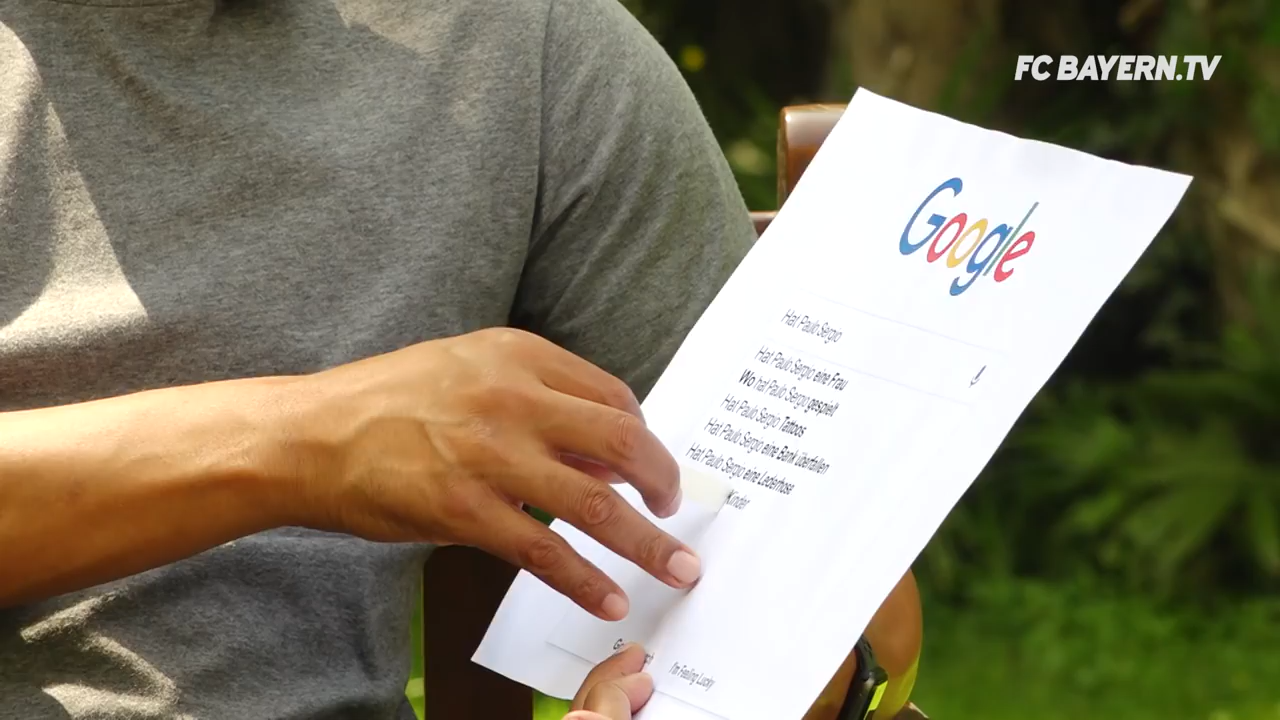 FC BAYERN.TV
Google
Hat Paulo Sergio
Hat Paulo Sergio eine Frau
Wo hat Paulo Sergio gespielt
Hat Paulo Sergio Tattoos
Hat Paulo Sergio eine Bank überfallen
Hat Paulo Sergio eine Lederhose
Kinder
I'm Feeling Lucky